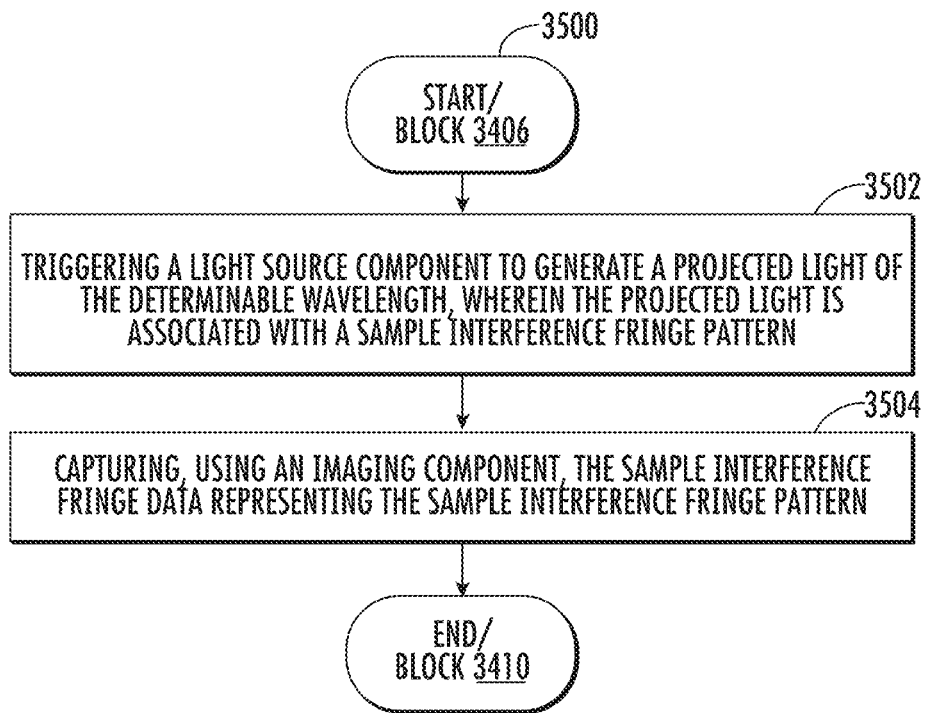 3500
START/
BLOCK 3406
3502
TRIGGERING A LIGHT SOURCE COMPONENT TO GENERATE A PROJECTED LIGHT OF
THE DETERMINABLE WAVELENGTH, WHEREIN THE PROJECTED LIGHT IS
ASSOCIATED WITH A SAMPLE INTERFERENCE FRINGE PATTERN
3504
CAPTURING, USING AN IMAGING COMPONENT, THE SAMPLE INTERFERENCE
FRINGE DATA REPRESENTING THE SAMPLE INTERFERENCE FRINGE PATTERN
END/
BLOCK 3410